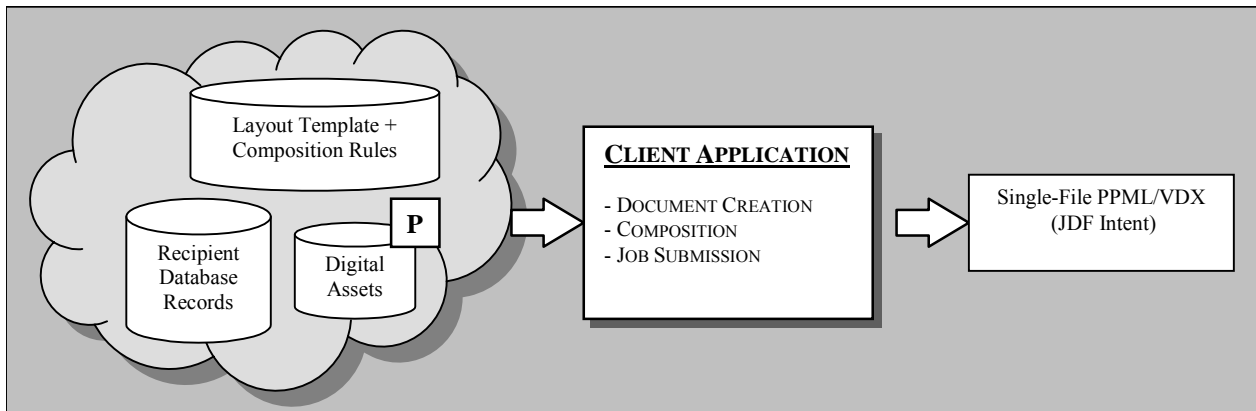 Layout Template +
Composition Rules
P
Recipient
Database
Records
Digital
Assets
CLIENT APPLICATION
- DOCUMENT CREATION
- COMPOSITION
- JOB SUBMISSION
Single-File PPML/VDX
(JDF Intent)